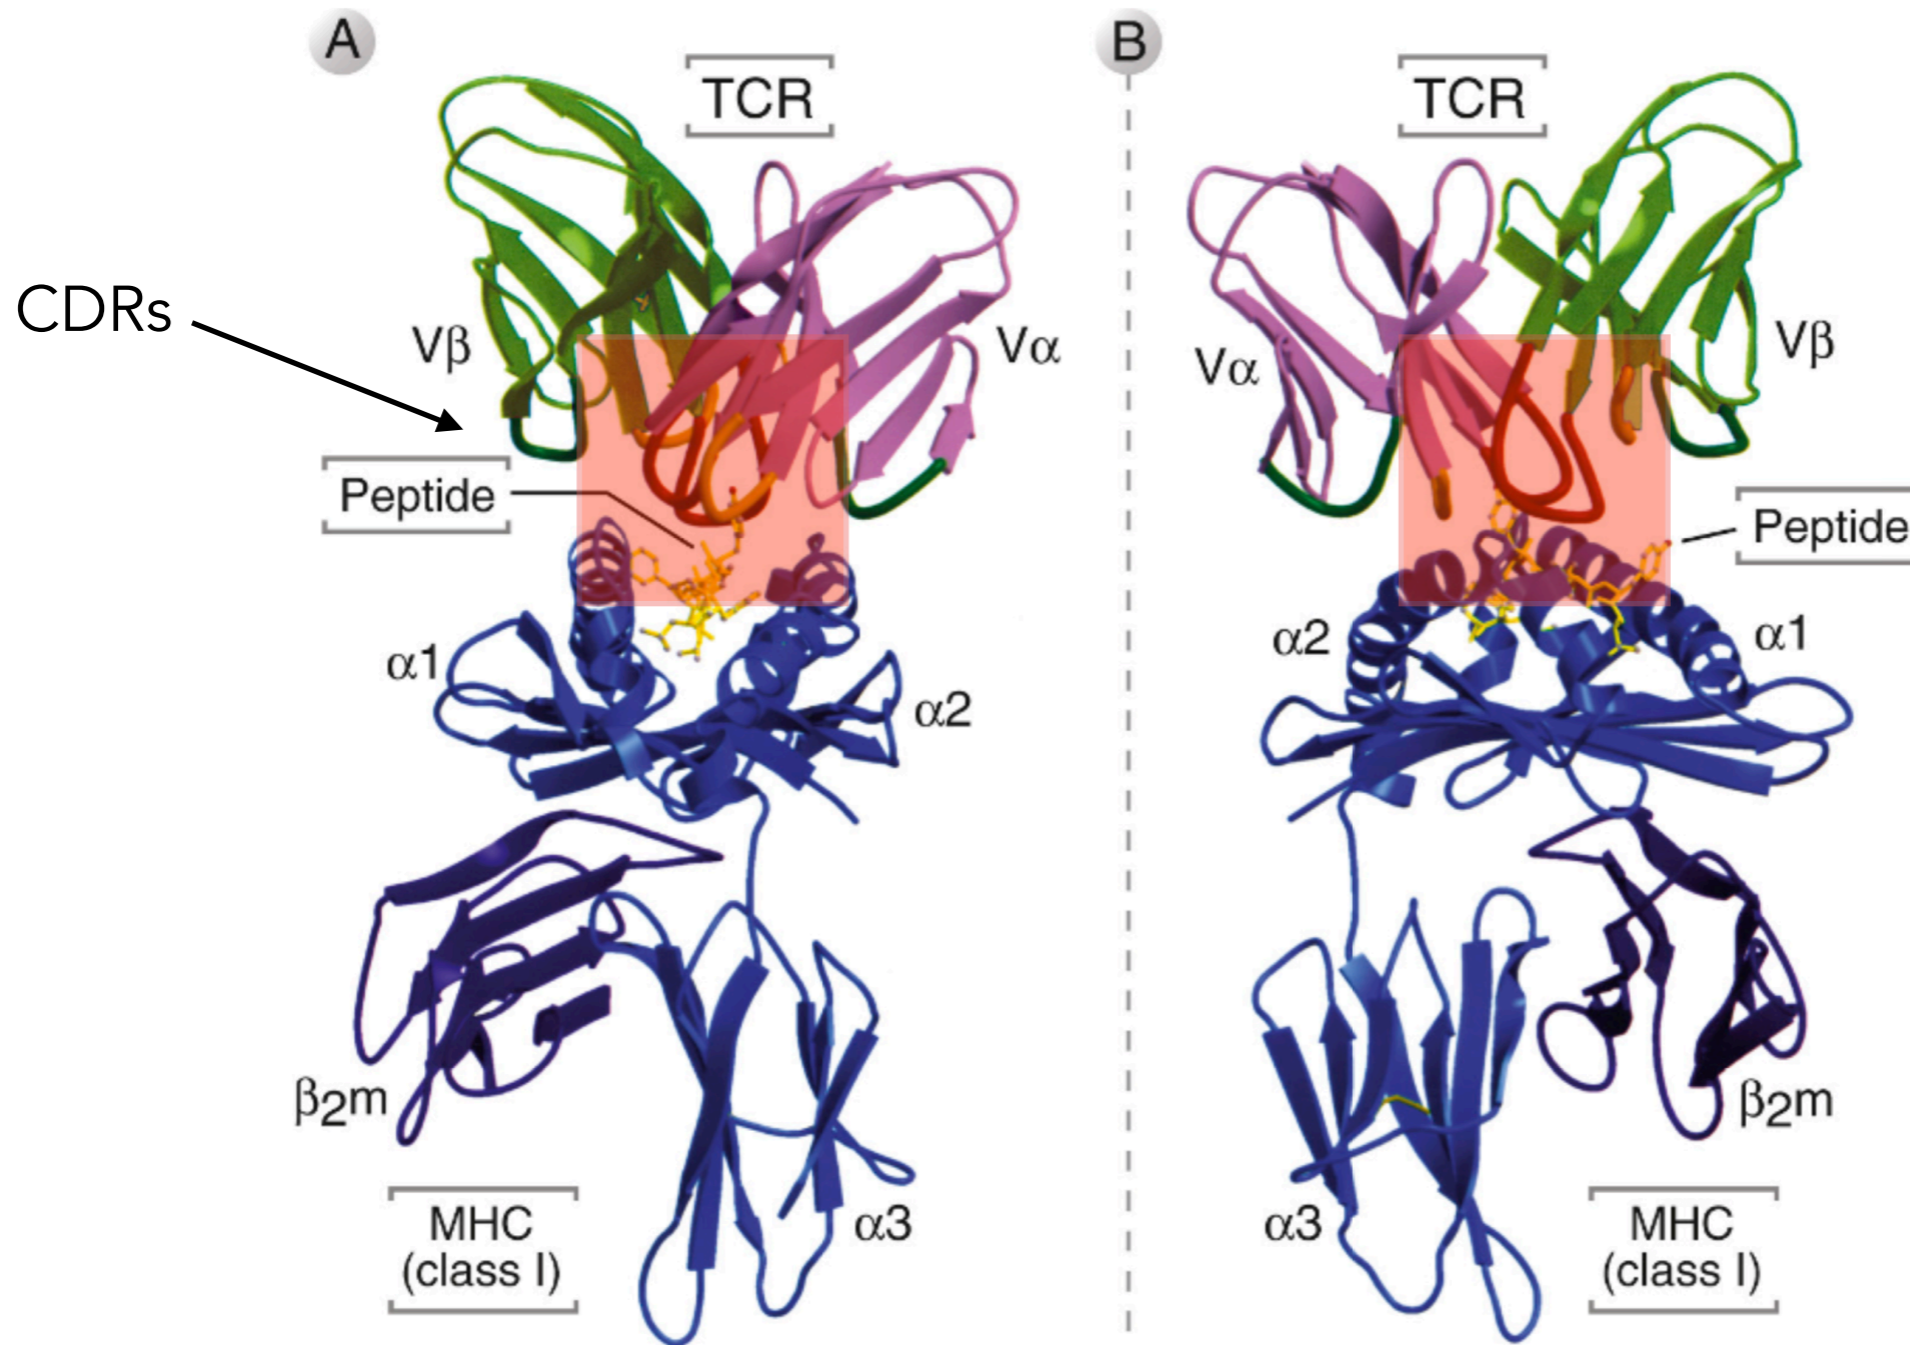 A
TCR
CDRs
Vβ
Vα
Peptide
α1
α2
β2m
MHC
(class I)
α3
B
TCR
Vα
Vβ
Peptide
α2
α1
β2m
α3
MHC
(class I)